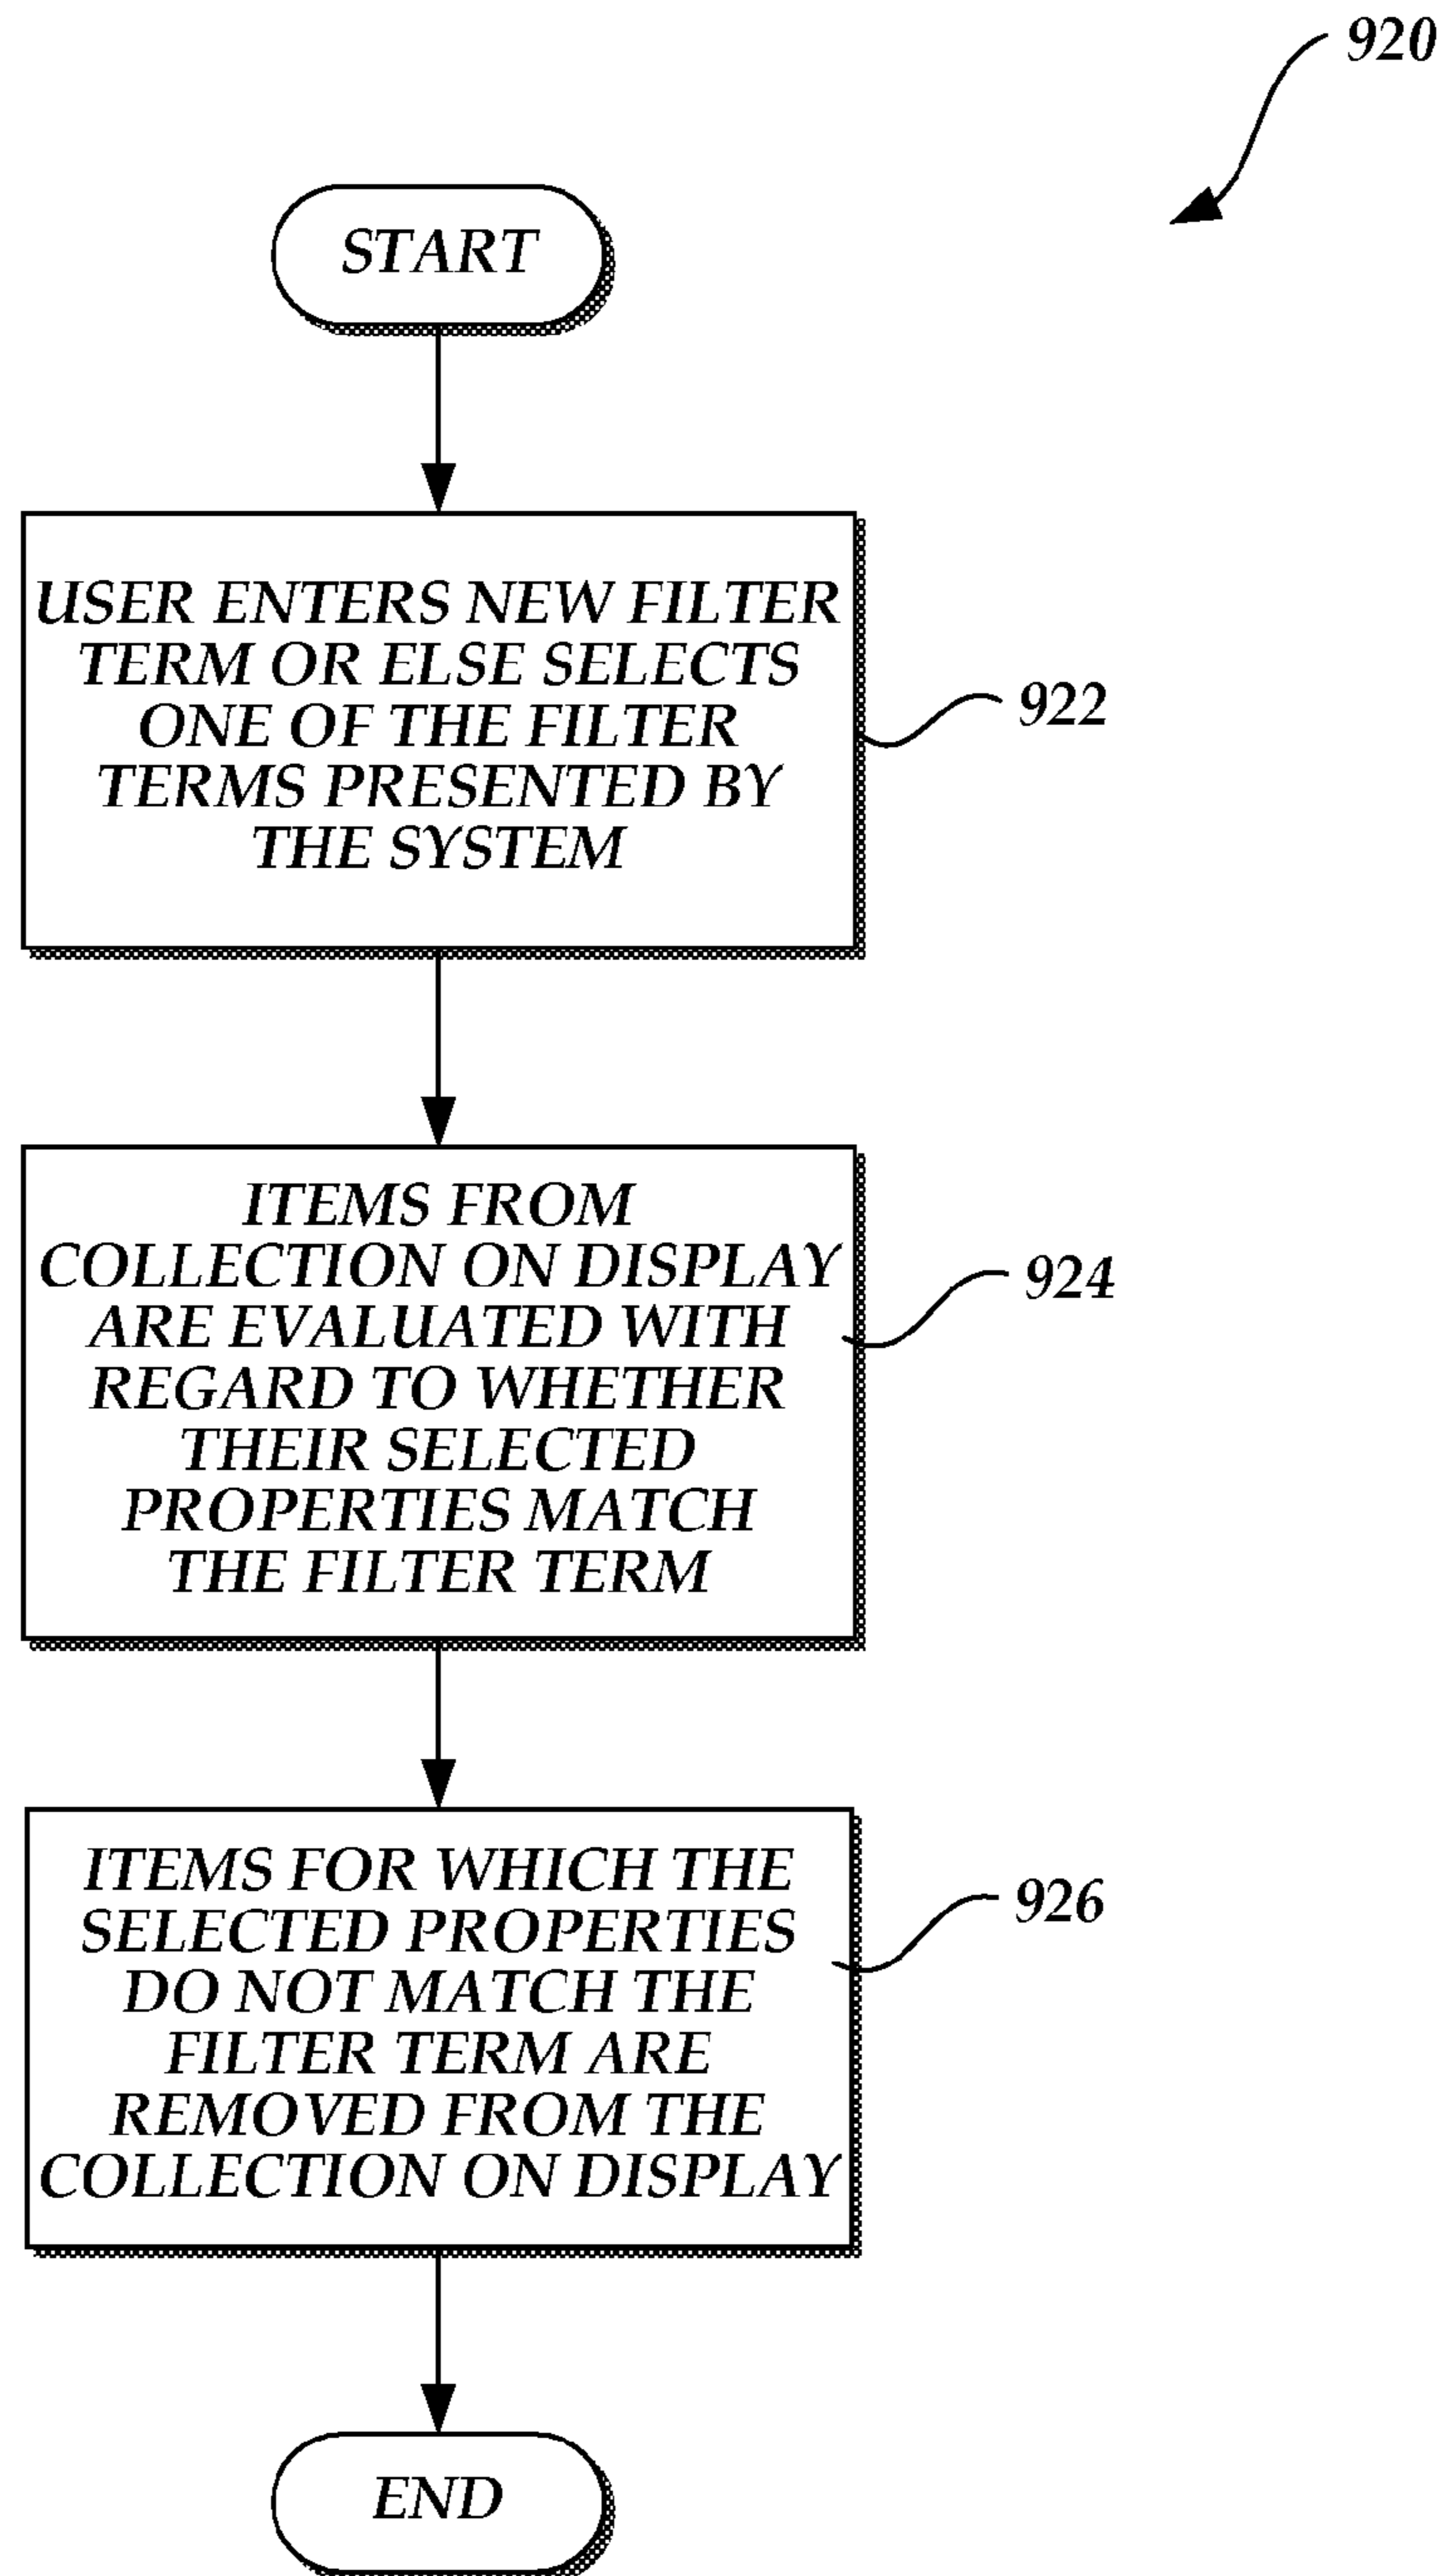 920
START
USER ENTERS NEW FILTER
TERM OR ELSE SELECTS
ONE OF THE FILTER
TERMS PRESENTED BY
THE SYSTEM
922
ITEMS FROM
COLLECTION ON DISPLAY
ARE EVALUATED WITH
REGARD TO WHETHER
THEIR SELECTED
PROPERTIES MATCH
THE FILTER TERM
924
ITEMS FOR WHICH THE
SELECTED PROPERTIES
DO NOT MATCH THE
FILTER TERM ARE
REMOVED FROM THE
COLLECTION ON DISPLAY
926
END